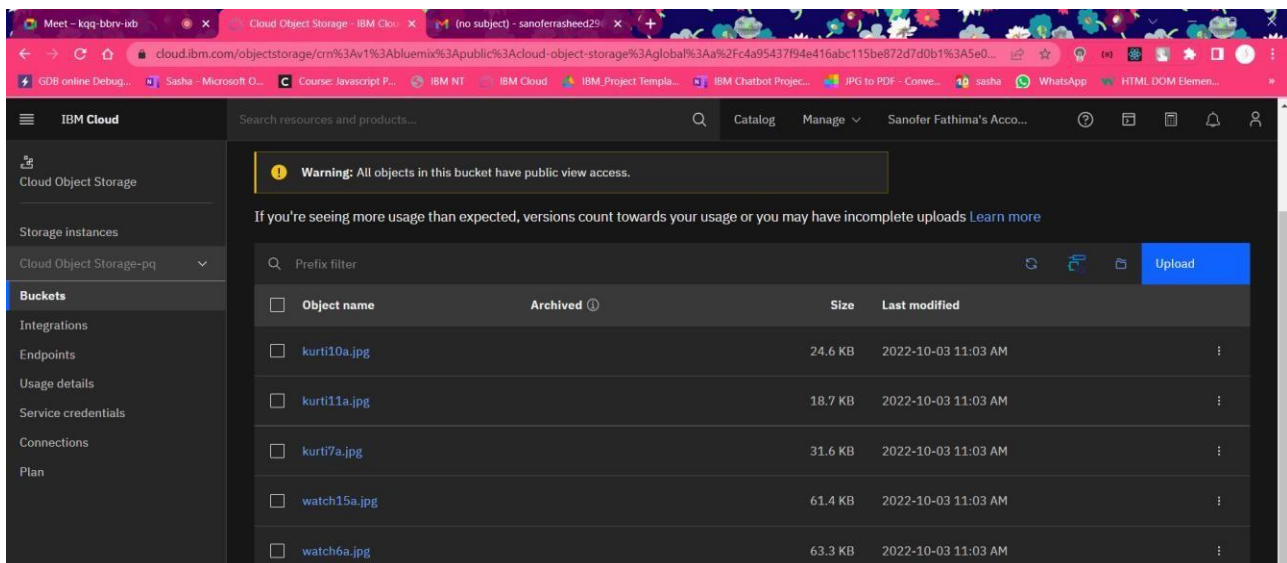 Meet – kqq-bbrv-ixb
Cloud Object Storage – IBM Clou
(no subject) - sanoferrasheed29
cloud.ibm.com/objectstorage/crn%3Av1%3Abluemix%3Apublic%3Acloud-object-storage%3Aglobal%3Aa%2Fc4a95437f94e416abc115be872d7d0b1%3A5e0...
GDB online Debug... Sasha - Microsoft O... Course: Javascript P... IBM NT IBM Cloud IBM_Project Templa... IBM Chatbot Projec... JPG to PDF - Conve... sasha WhatsApp HTML DOM Elemen... »
IBM Cloud Search resources and products... Catalog Manage Sanofer Fathima's Acco...
Cloud Object Storage
Storage instances
Cloud Object Storage-pq
Buckets
Integrations
Endpoints
Usage details
Service credentials
Connections
Plan
Warning: All objects in this bucket have public view access.
If you're seeing more usage than expected, versions count towards your usage or you may have incomplete uploads Learn more
Prefix filter Upload
Object name Archived Size Last modified
kurti10a.jpg 24.6 KB 2022-10-03 11:03 AM
kurti11a.jpg 18.7 KB 2022-10-03 11:03 AM
kurti7a.jpg 31.6 KB 2022-10-03 11:03 AM
watch15a.jpg 61.4 KB 2022-10-03 11:03 AM
watch6a.jpg 63.3 KB 2022-10-03 11:03 AM